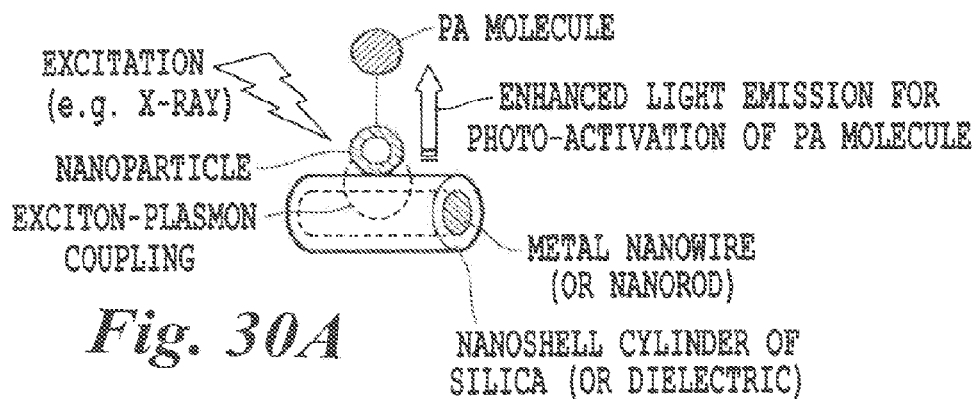 PA MOLECULE
EXCITATION
(e.g. X-RAY)
ENHANCED LIGHT EMISSION FOR
PHOTO-ACTIVATION OF PA MOLECULE
NANOPARTICLE
EXCITON-PLASMON
COUPLING
METAL NANOWIRE
(OR NANOROD)
NANOSHELL CYLINDER OF
SILICA (OR DIELECTRIC)
Fig. 30A